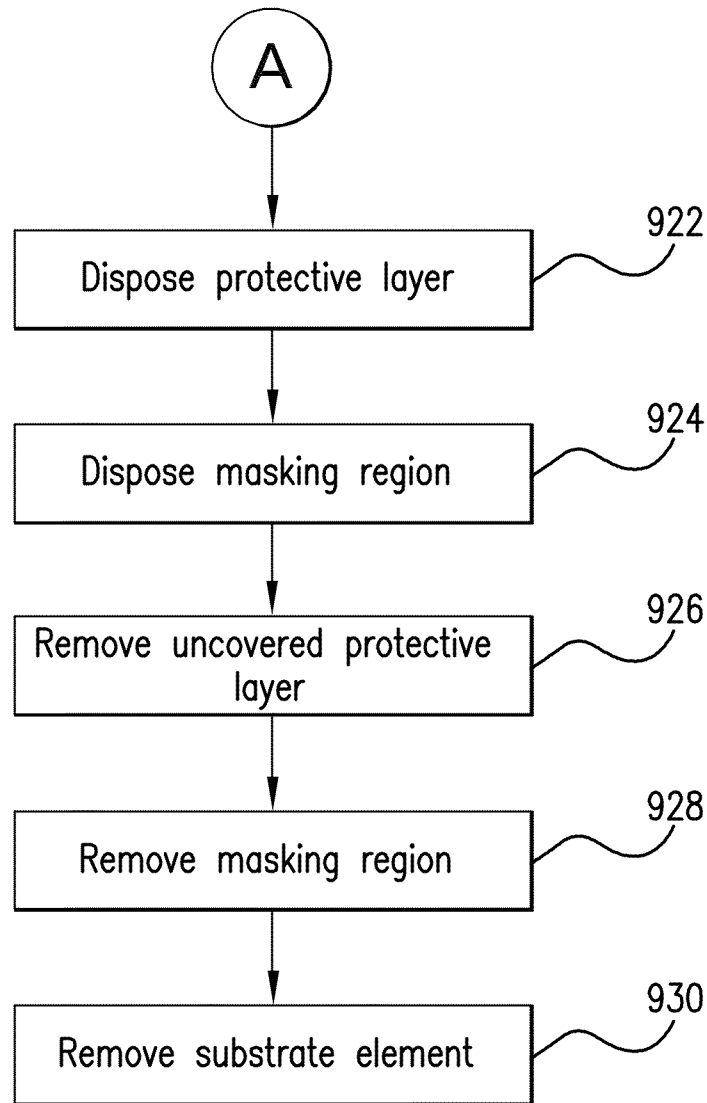 A
922
Dispose protective layer
924
Dispose masking region
926
Remove uncovered protective
layer
928
Remove masking region
930
Remove substrate element